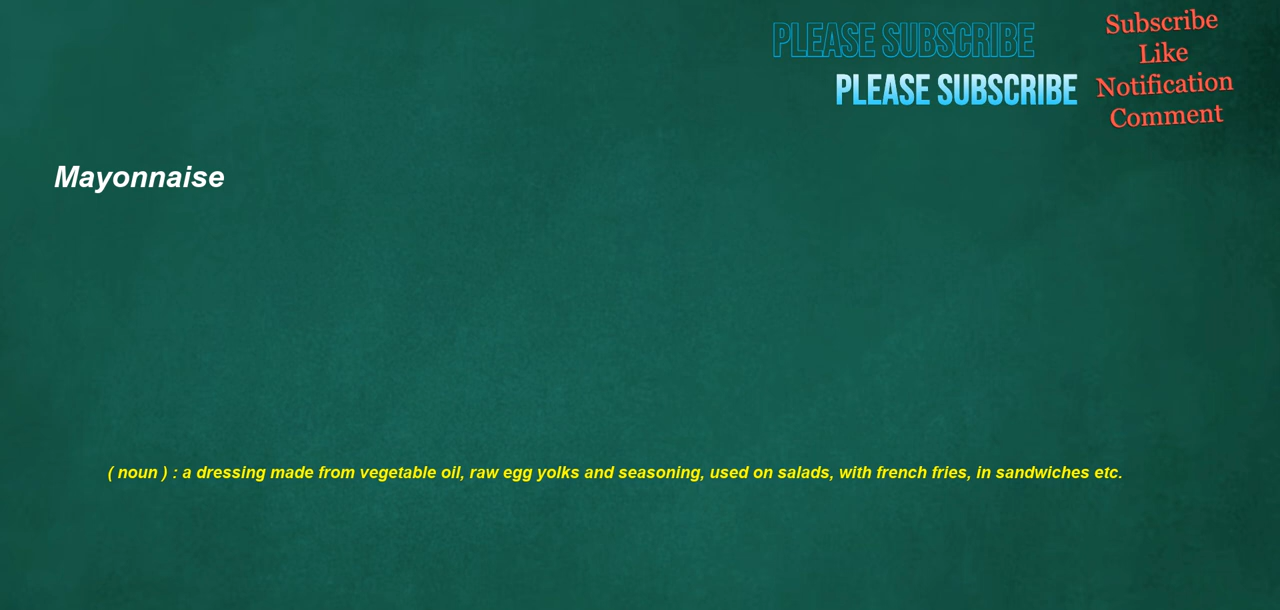 PLEASE SUBSCRIBE
PLEASE SUBSCRIBE
Subscribe
Like
Notification
Comment
Mayonnaise
( noun ) : a dressing made from vegetable oil, raw egg yolks and seasoning, used on salads, with french fries, in sandwiches etc.